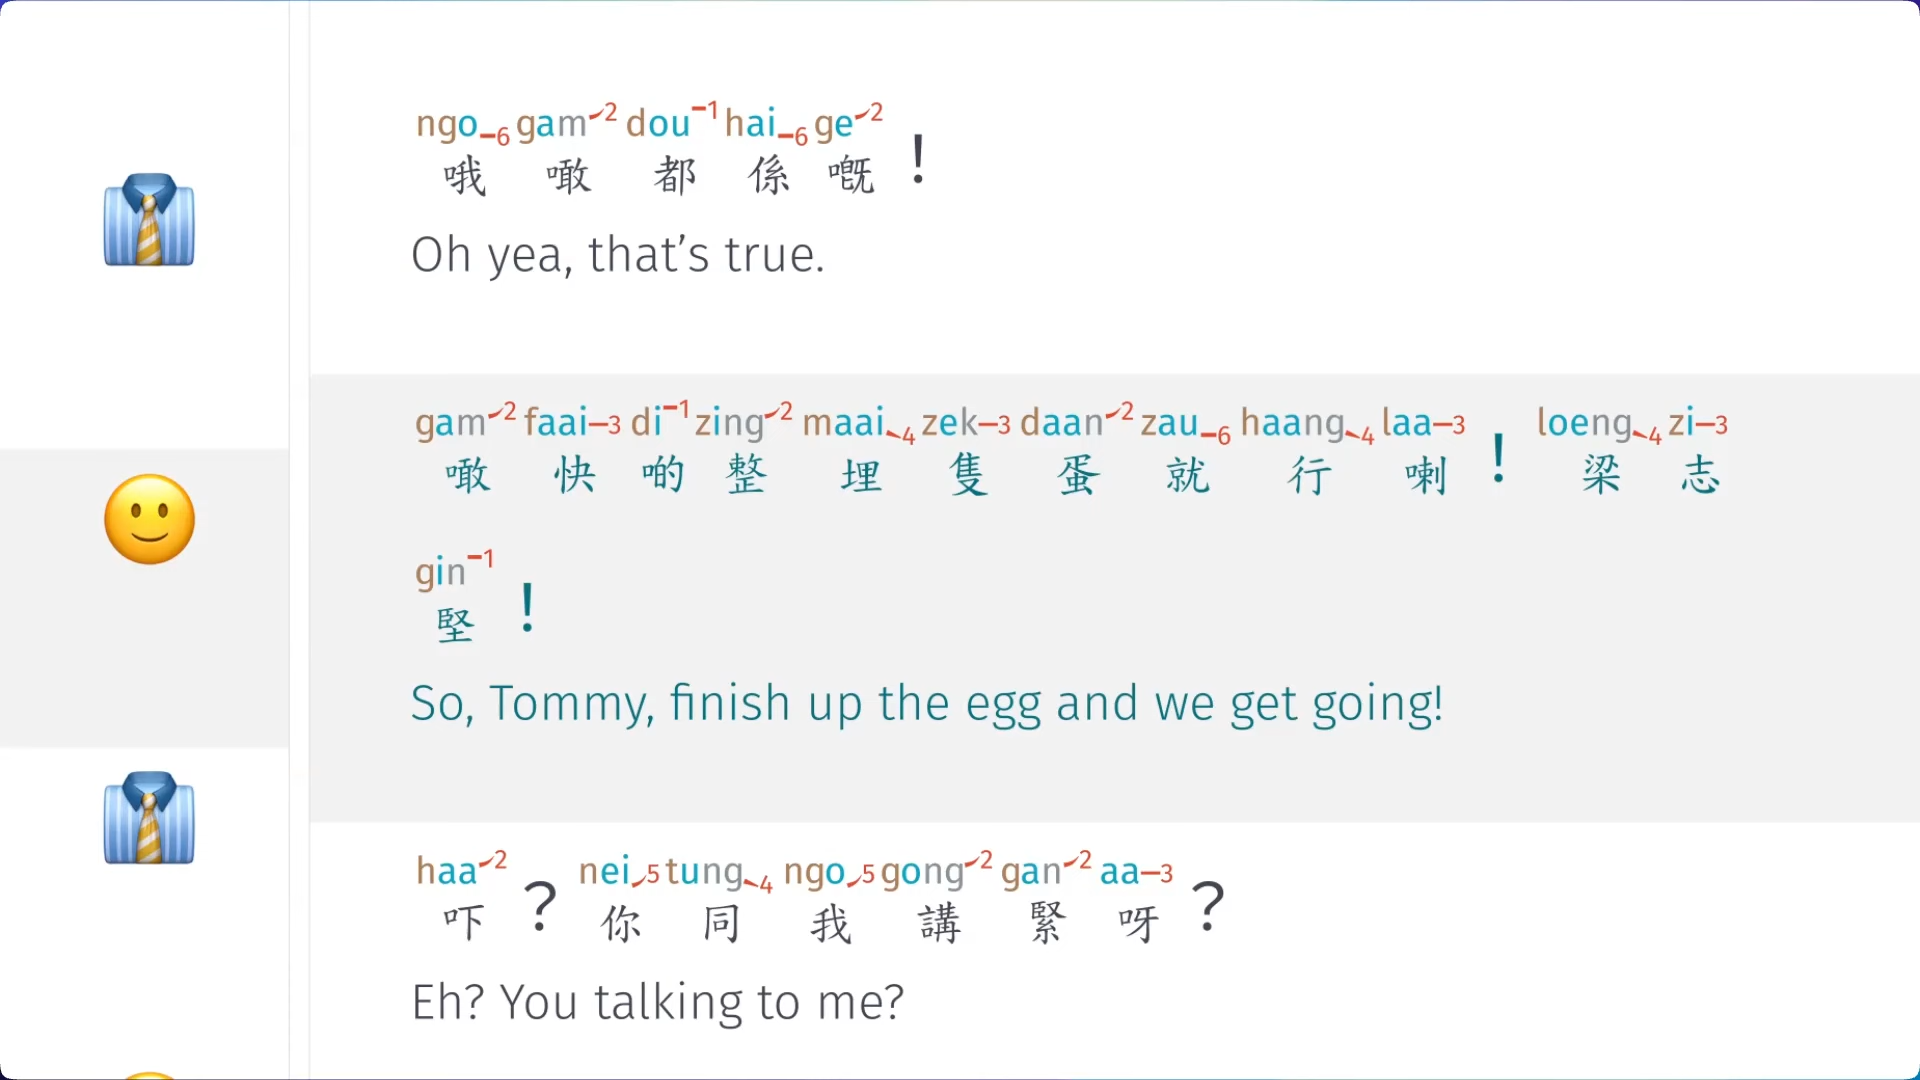 ngo6 gam2 dou1 hai6 ge2
哦噉都係嘅！
Oh yea, that’s true.
gam2 faai3 di1 zing2 maai4 zek3 daan2 zau6 haang4 laa3 loeng4 zi3
噉快啲整埋隻蛋就行喇！梁志
gin1
堅！
So, Tommy, finish up the egg and we get going!
haa2 nei5 tung4 ngo5 gong2 gan2 aa3
吓？你同我講緊呀？
Eh? You talking to me?